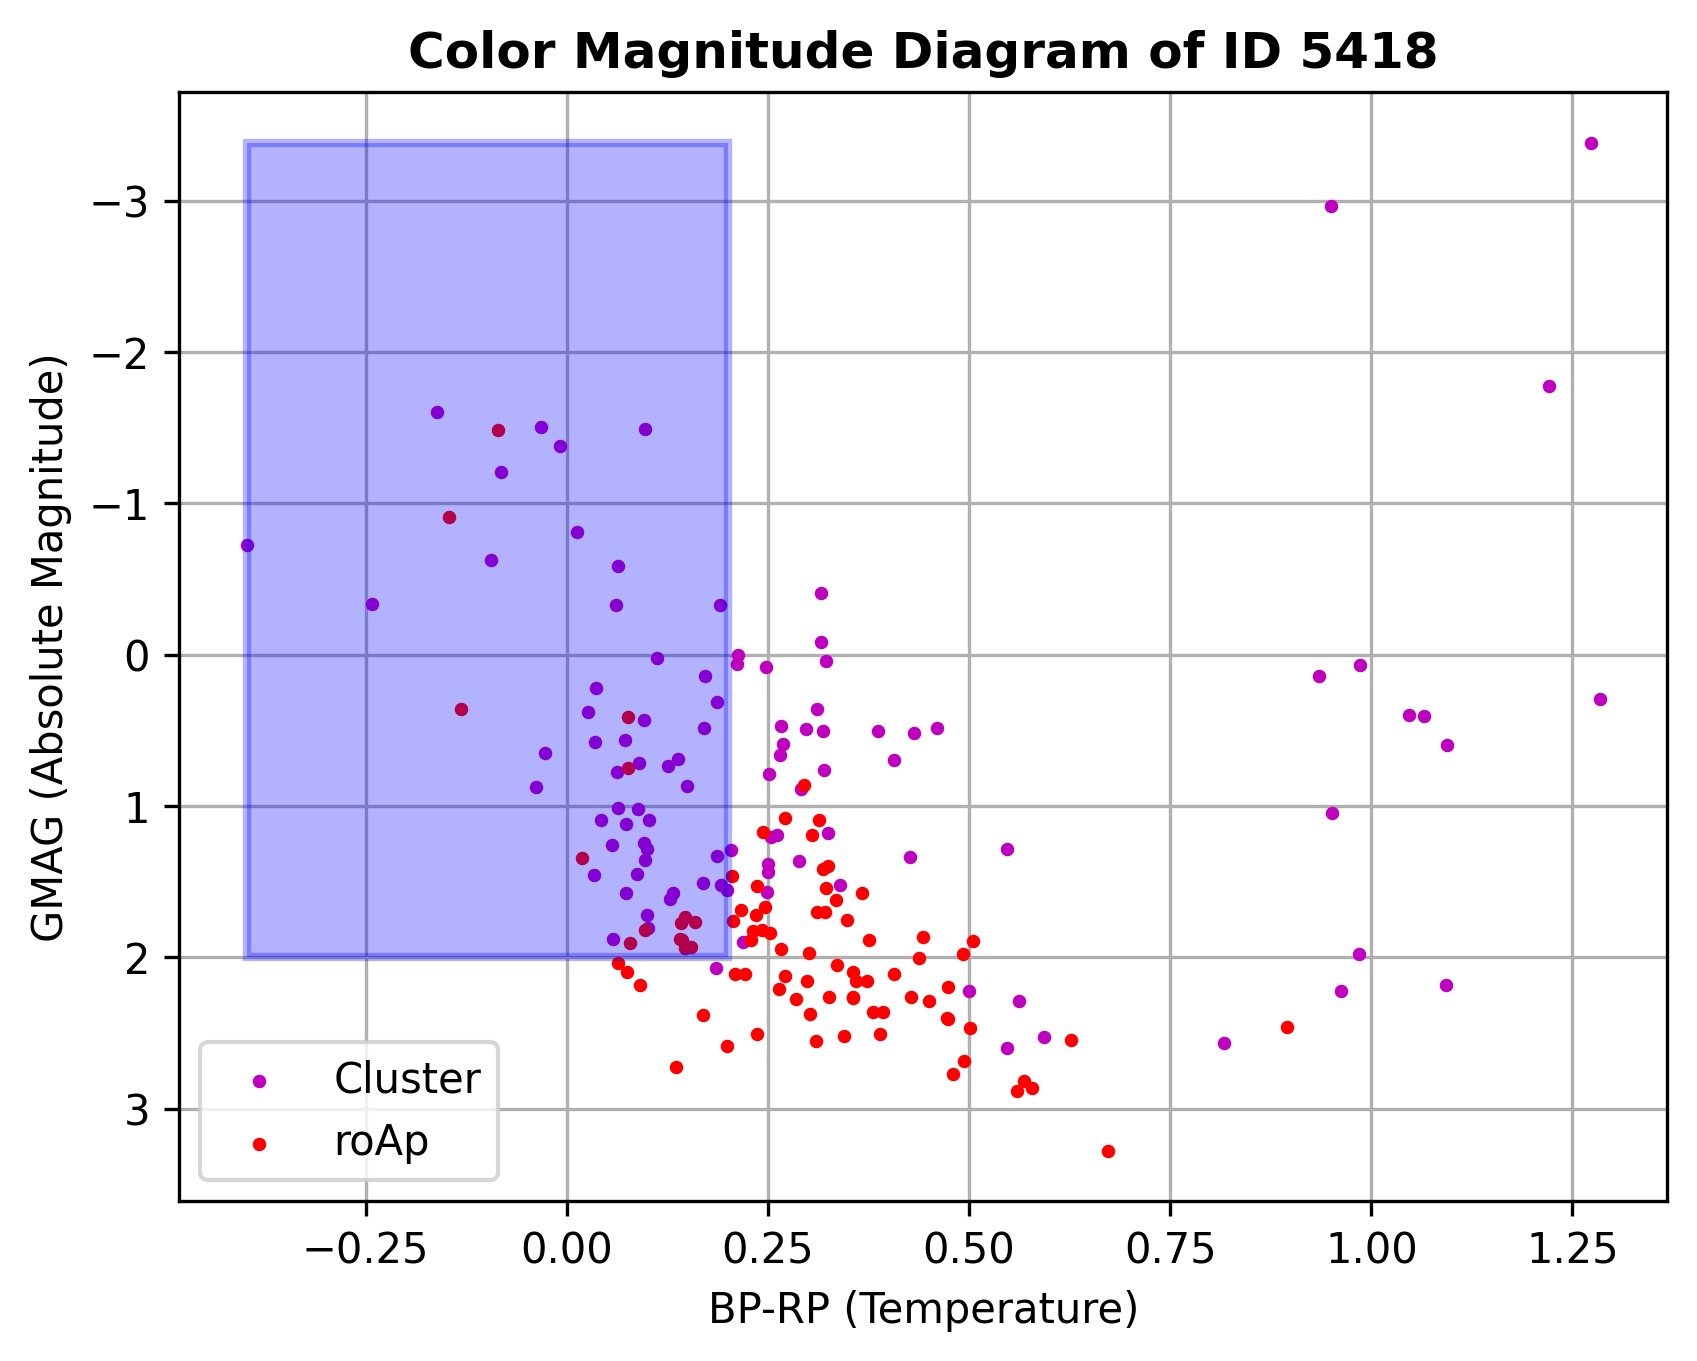 Color Magnitude Diagram of ID 5418
GMAG (Absolute Magnitude)
−3
−2
−1
0
1
2
3
Cluster
roAp
−0.25 0.00 0.25 0.50 0.75 1.00 1.25
BP-RP (Temperature)